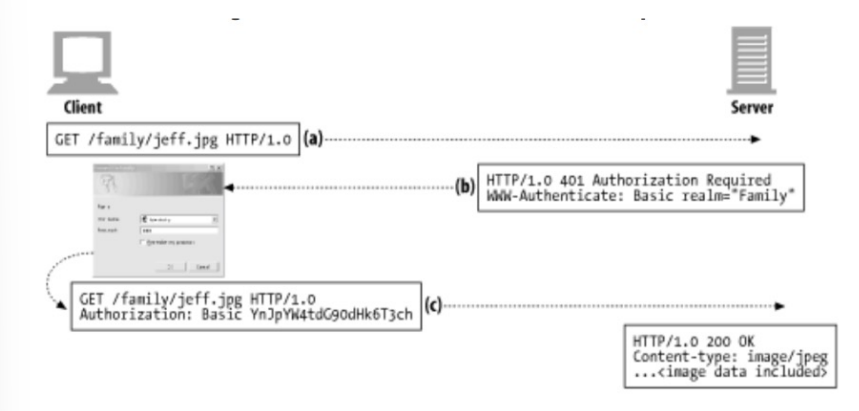 Client
Server
GET /family/jeff.jpg HTTP/1.0
(a)
(b)
HTTP/1.0 401 Authorization Required
WWW-Authenticate: Basic realm="Family"
GET /family/jeff.jpg HTTP/1.0
Authorization: Basic YnJpYW4tdG90dHk6T3ch
(c)
HTTP/1.0 200 OK
Content-type: image/jpeg
...<image data included>